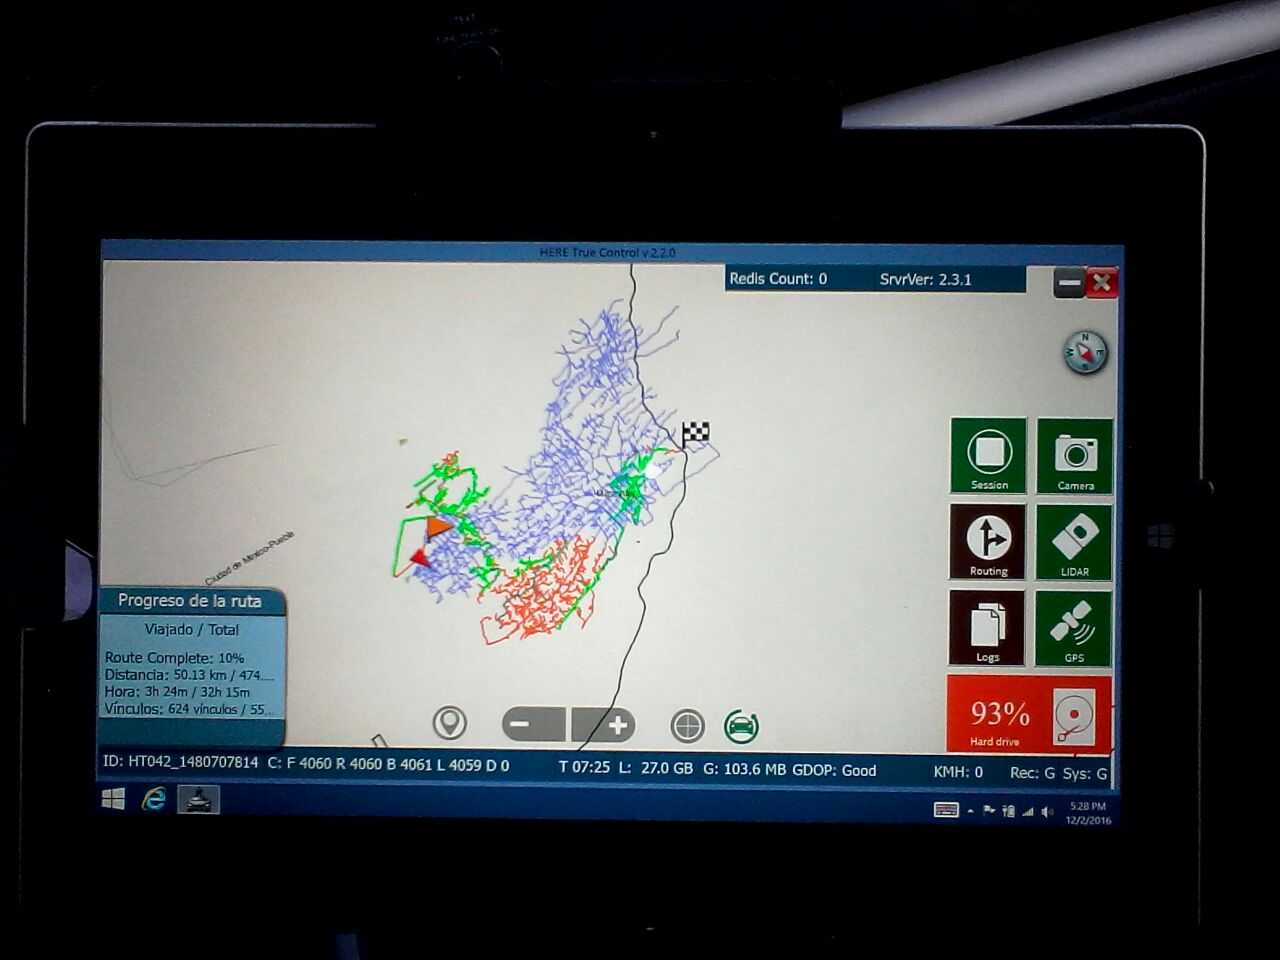 HERE True Control v.2.2.0
Redis Count: 0 SrvrVer: 2.3.1
N
W E
S
Session Camera
Routing LIDAR
Logs GPS
93%
Hard drive
Ciudad de Mexico-Puebla
Progreso de la ruta
Viajado / Total
Route Complete: 10%
Distancia: 50.13 km / 474....
Hora: 3h 24m / 32h 15m
Vínculos: 624 vínculos / 55...
ID: HT042_1480707814 C: F 4060 R 4060 B 4061 L 4059 D 0 T 07:25 L: 27.0 GB G: 103.6 MB GDOP: Good KMH: 0 Rec: G Sys: G
5:28 PM
12/2/2016